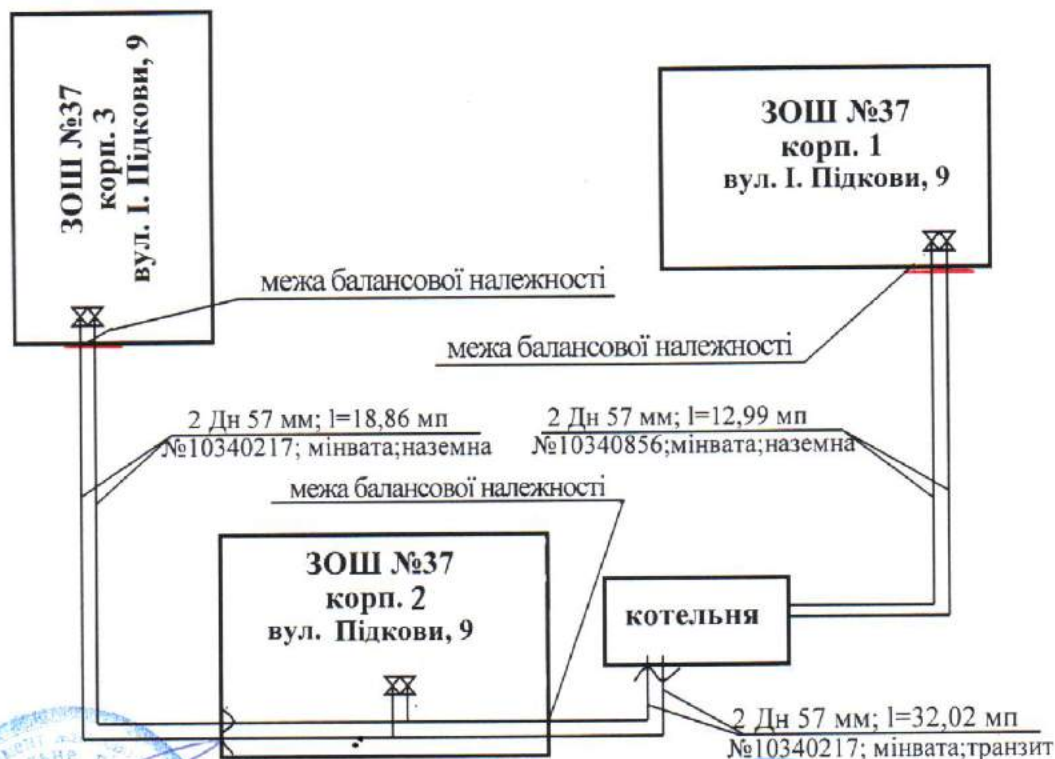 ЗОШ №37
корп. 3
вул. І. Підкови, 9
ЗОШ №37
корп. 1
вул. І. Підкови, 9
межа балансової належності
межа балансової належності
2 Дн 57 мм; l=18,86 мп
№10340217; мінвата;наземна
2 Дн 57 мм; l=12,99 мп
№10340856;мінвата;наземна
межа балансової належності
ЗОШ №37
корп. 2
вул. Підкови, 9
котельня
2 Дн 57 мм; l=32,02 мп
№10340217; мінвата;транзит